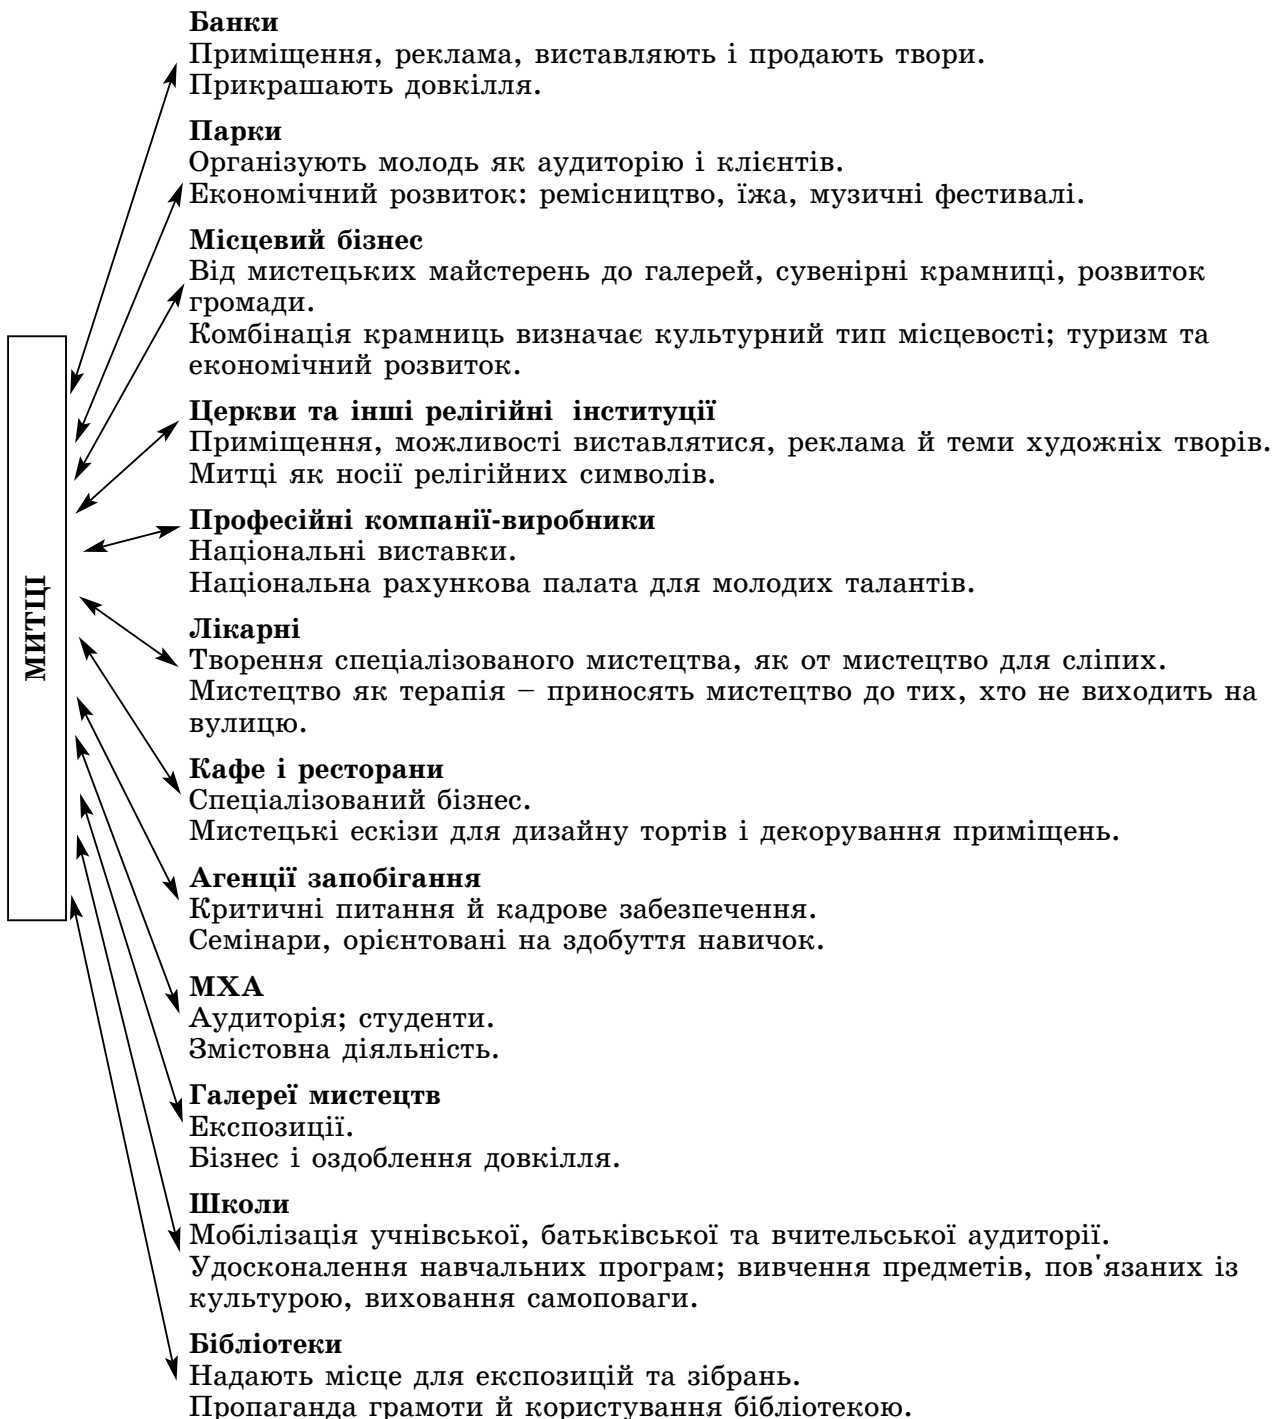 Банки
Приміщення, реклама, виставляють і продають твори.
Прикрашають довкілля.
Парки
Організують молодь як аудиторію і клієнтів.
Економічний розвиток: ремісництво, їжа, музичні фестивалі.
Місцевий бізнес
Від мистецьких майстерень до галерей, сувенірні крамниці, розвиток
громади.
Комбінація крамниць визначає культурний тип місцевості; туризм та
економічний розвиток.
Церкви та інші релігійні інституції
Приміщення, можливості виставлятися, реклама й теми художніх творів.
Митці як носії релігійних символів.
Професійні компанії-виробники
Національні виставки.
Національна рахункова палата для молодих талантів.
МИТЦІ
Лікарні
Творення спеціалізованого мистецтва, як от мистецтво для сліпих.
Мистецтво як терапія – приносять мистецтво до тих, хто не виходить на
вулицю.
Кафе і ресторани
Спеціалізований бізнес.
Мистецькі ескізи для дизайну тортів і декорування приміщень.
Агенції запобігання
Критичні питання й кадрове забезпечення.
Семінари, орієнтовані на здобуття навичок.
МХА
Аудиторія; студенти.
Змістовна діяльність.
Галереї мистецтв
Експозиції.
Бізнес і оздоблення довкілля.
Школи
Мобілізація учнівської, батьківської та вчительської аудиторії.
Удосконалення навчальних програм; вивчення предметів, пов'язаних із
культурою, виховання самоповаги.
Бібліотеки
Надають місце для експозицій та зібрань.
Пропаганда грамоти й користування бібліотекою.